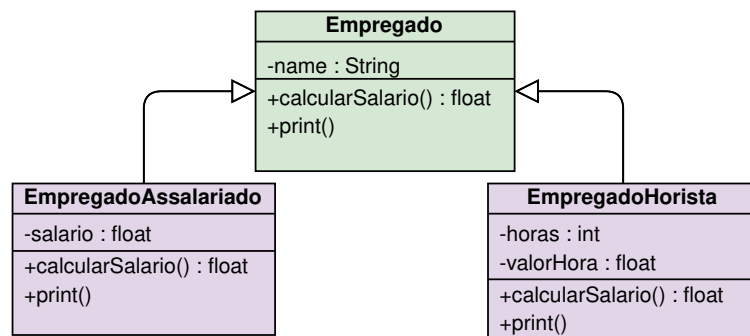 Empregado
-name : String
+calcularSalario() : float
+print()
EmpregadoAssalariado
-salario : float
+calcularSalario() : float
+print()
EmpregadoHorista
-horas : int
-valorHora : float
+calcularSalario() : float
+print()